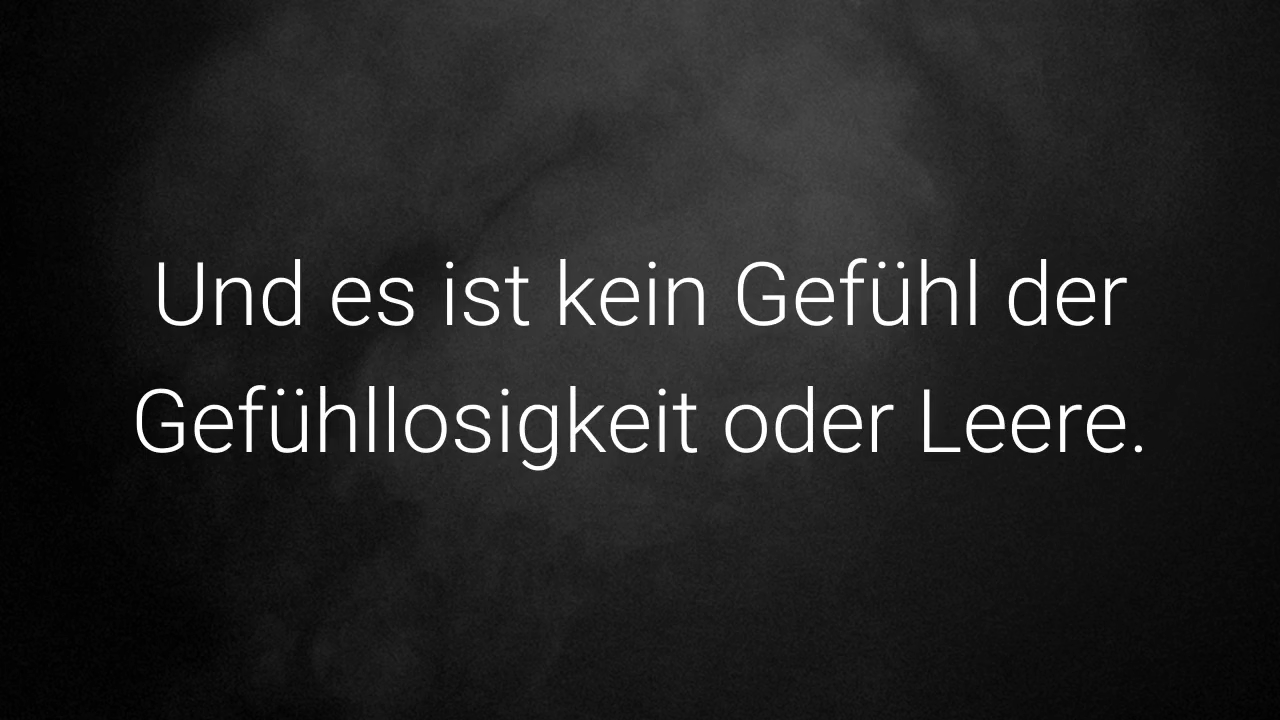 Und es ist kein Gefühl der
Gefühllosigkeit oder Leere.